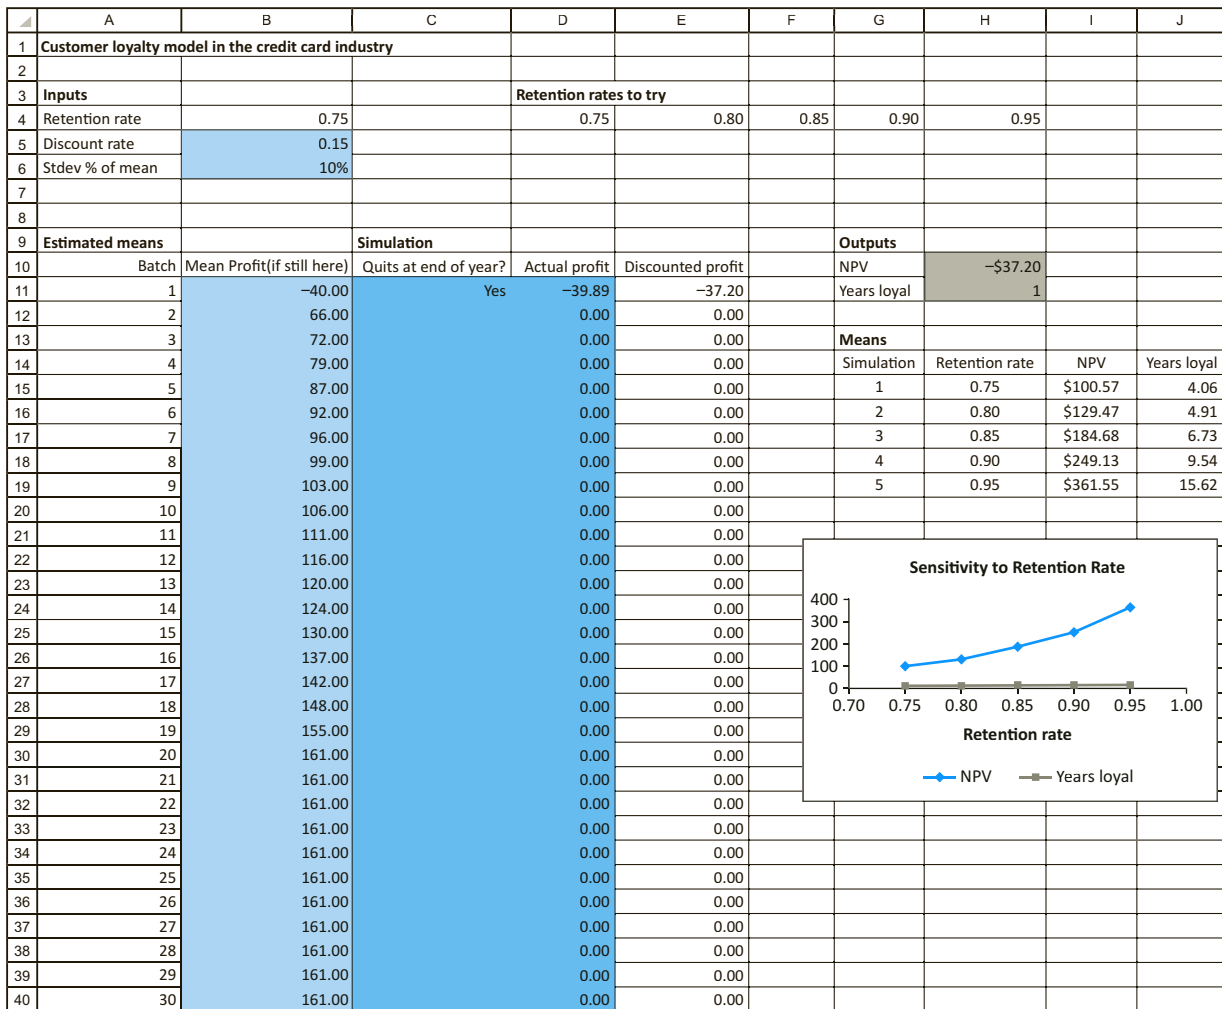 A B C D E F G H I J
1 Customer loyalty model in the credit card industry
2
3 Inputs Retention rates to try
4 Retention rate 0.75 0.75 0.80 0.85 0.90 0.95
5 Discount rate 0.15
6 Stdev % of mean 10%
7
8
9 Estimated means Simulation Outputs
10 Batch Mean Profit(if still here) Quits at end of year? Actual profit Discounted profit NPV −$37.20
11 1 −40.00 Yes −39.89 −37.20 Years loyal 1
12 2 66.00 0.00 0.00
13 3 72.00 0.00 0.00 Means
14 4 79.00 0.00 0.00 Simulation Retention rate NPV Years loyal
15 5 87.00 0.00 0.00 1 0.75 $100.57 4.06
16 6 92.00 0.00 0.00 2 0.80 $129.47 4.91
17 7 96.00 0.00 0.00 3 0.85 $184.68 6.73
18 8 99.00 0.00 0.00 4 0.90 $249.13 9.54
19 9 103.00 0.00 0.00 5 0.95 $361.55 15.62
20 10 106.00 0.00 0.00
21 11 111.00 0.00 0.00
22 12 116.00 0.00 0.00
23 13 120.00 0.00 0.00
24 14 124.00 0.00 0.00
25 15 130.00 0.00 0.00
26 16 137.00 0.00 0.00
27 17 142.00 0.00 0.00
28 18 148.00 0.00 0.00
29 19 155.00 0.00 0.00
30 20 161.00 0.00 0.00
31 21 161.00 0.00 0.00
32 22 161.00 0.00 0.00
33 23 161.00 0.00 0.00
34 24 161.00 0.00 0.00
35 25 161.00 0.00 0.00
36 26 161.00 0.00 0.00
37 27 161.00 0.00 0.00
38 28 161.00 0.00 0.00
39 29 161.00 0.00 0.00
40 30 161.00 0.00 0.00
Sensitivity to Retention Rate
400
300
200
100
0
0.70 0.75 0.80 0.85 0.90 0.95 1.00
Retention rate
NPV Years loyal